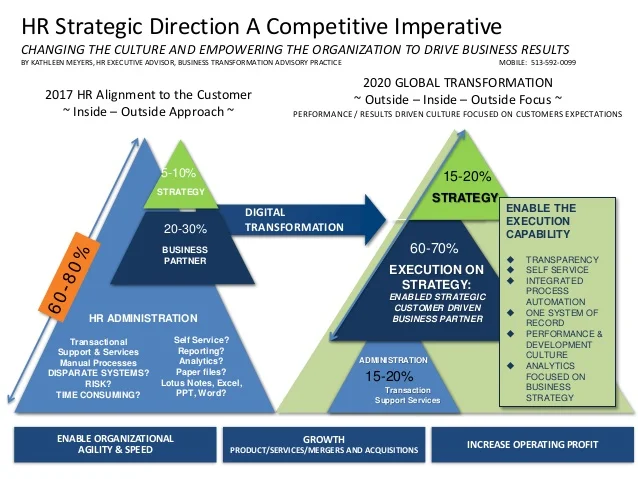 HR Strategic Direction A Competitive Imperative
CHANGING THE CULTURE AND EMPOWERING THE ORGANIZATION TO DRIVE BUSINESS RESULTS
BY KATHLEEN MEYERS, HR EXECUTIVE ADVISOR, BUSINESS TRANSFORMATION ADVISORY PRACTICE MOBILE: 513-592-0099
2017 HR Alignment to the Customer
~ Inside – Outside Approach ~
2020 GLOBAL TRANSFORMATION
~ Outside – Inside – Outside Focus ~
PERFORMANCE / RESULTS DRIVEN CULTURE FOCUSED ON CUSTOMERS EXPECTATIONS
5-10%
STRATEGY
20-30%
BUSINESS
PARTNER
60-80%
HR ADMINISTRATION
Transactional
Support & Services
Manual Processes
DISPARATE SYSTEMS?
RISK?
TIME CONSUMING?
Self Service?
Reporting?
Analytics?
Paper files?
Lotus Notes, Excel,
PPT, Word?
DIGITAL
TRANSFORMATION
15-20%
STRATEGY
60-70%
EXECUTION ON
STRATEGY:
ENABLED STRATEGIC
CUSTOMER DRIVEN
BUSINESS PARTNER
ADMINISTRATION
15-20%
Transaction
Support Services
ENABLE THE
EXECUTION
CAPABILITY
◆ TRANSPARENCY
◆ SELF SERVICE
◆ INTEGRATED
PROCESS
AUTOMATION
◆ ONE SYSTEM OF
RECORD
◆ PERFORMANCE &
DEVELOPMENT
CULTURE
◆ ANALYTICS
FOCUSED ON
BUSINESS
STRATEGY
ENABLE ORGANIZATIONAL
AGILITY & SPEED
GROWTH
PRODUCT/SERVICES/MERGERS AND ACQUISITIONS
INCREASE OPERATING PROFIT